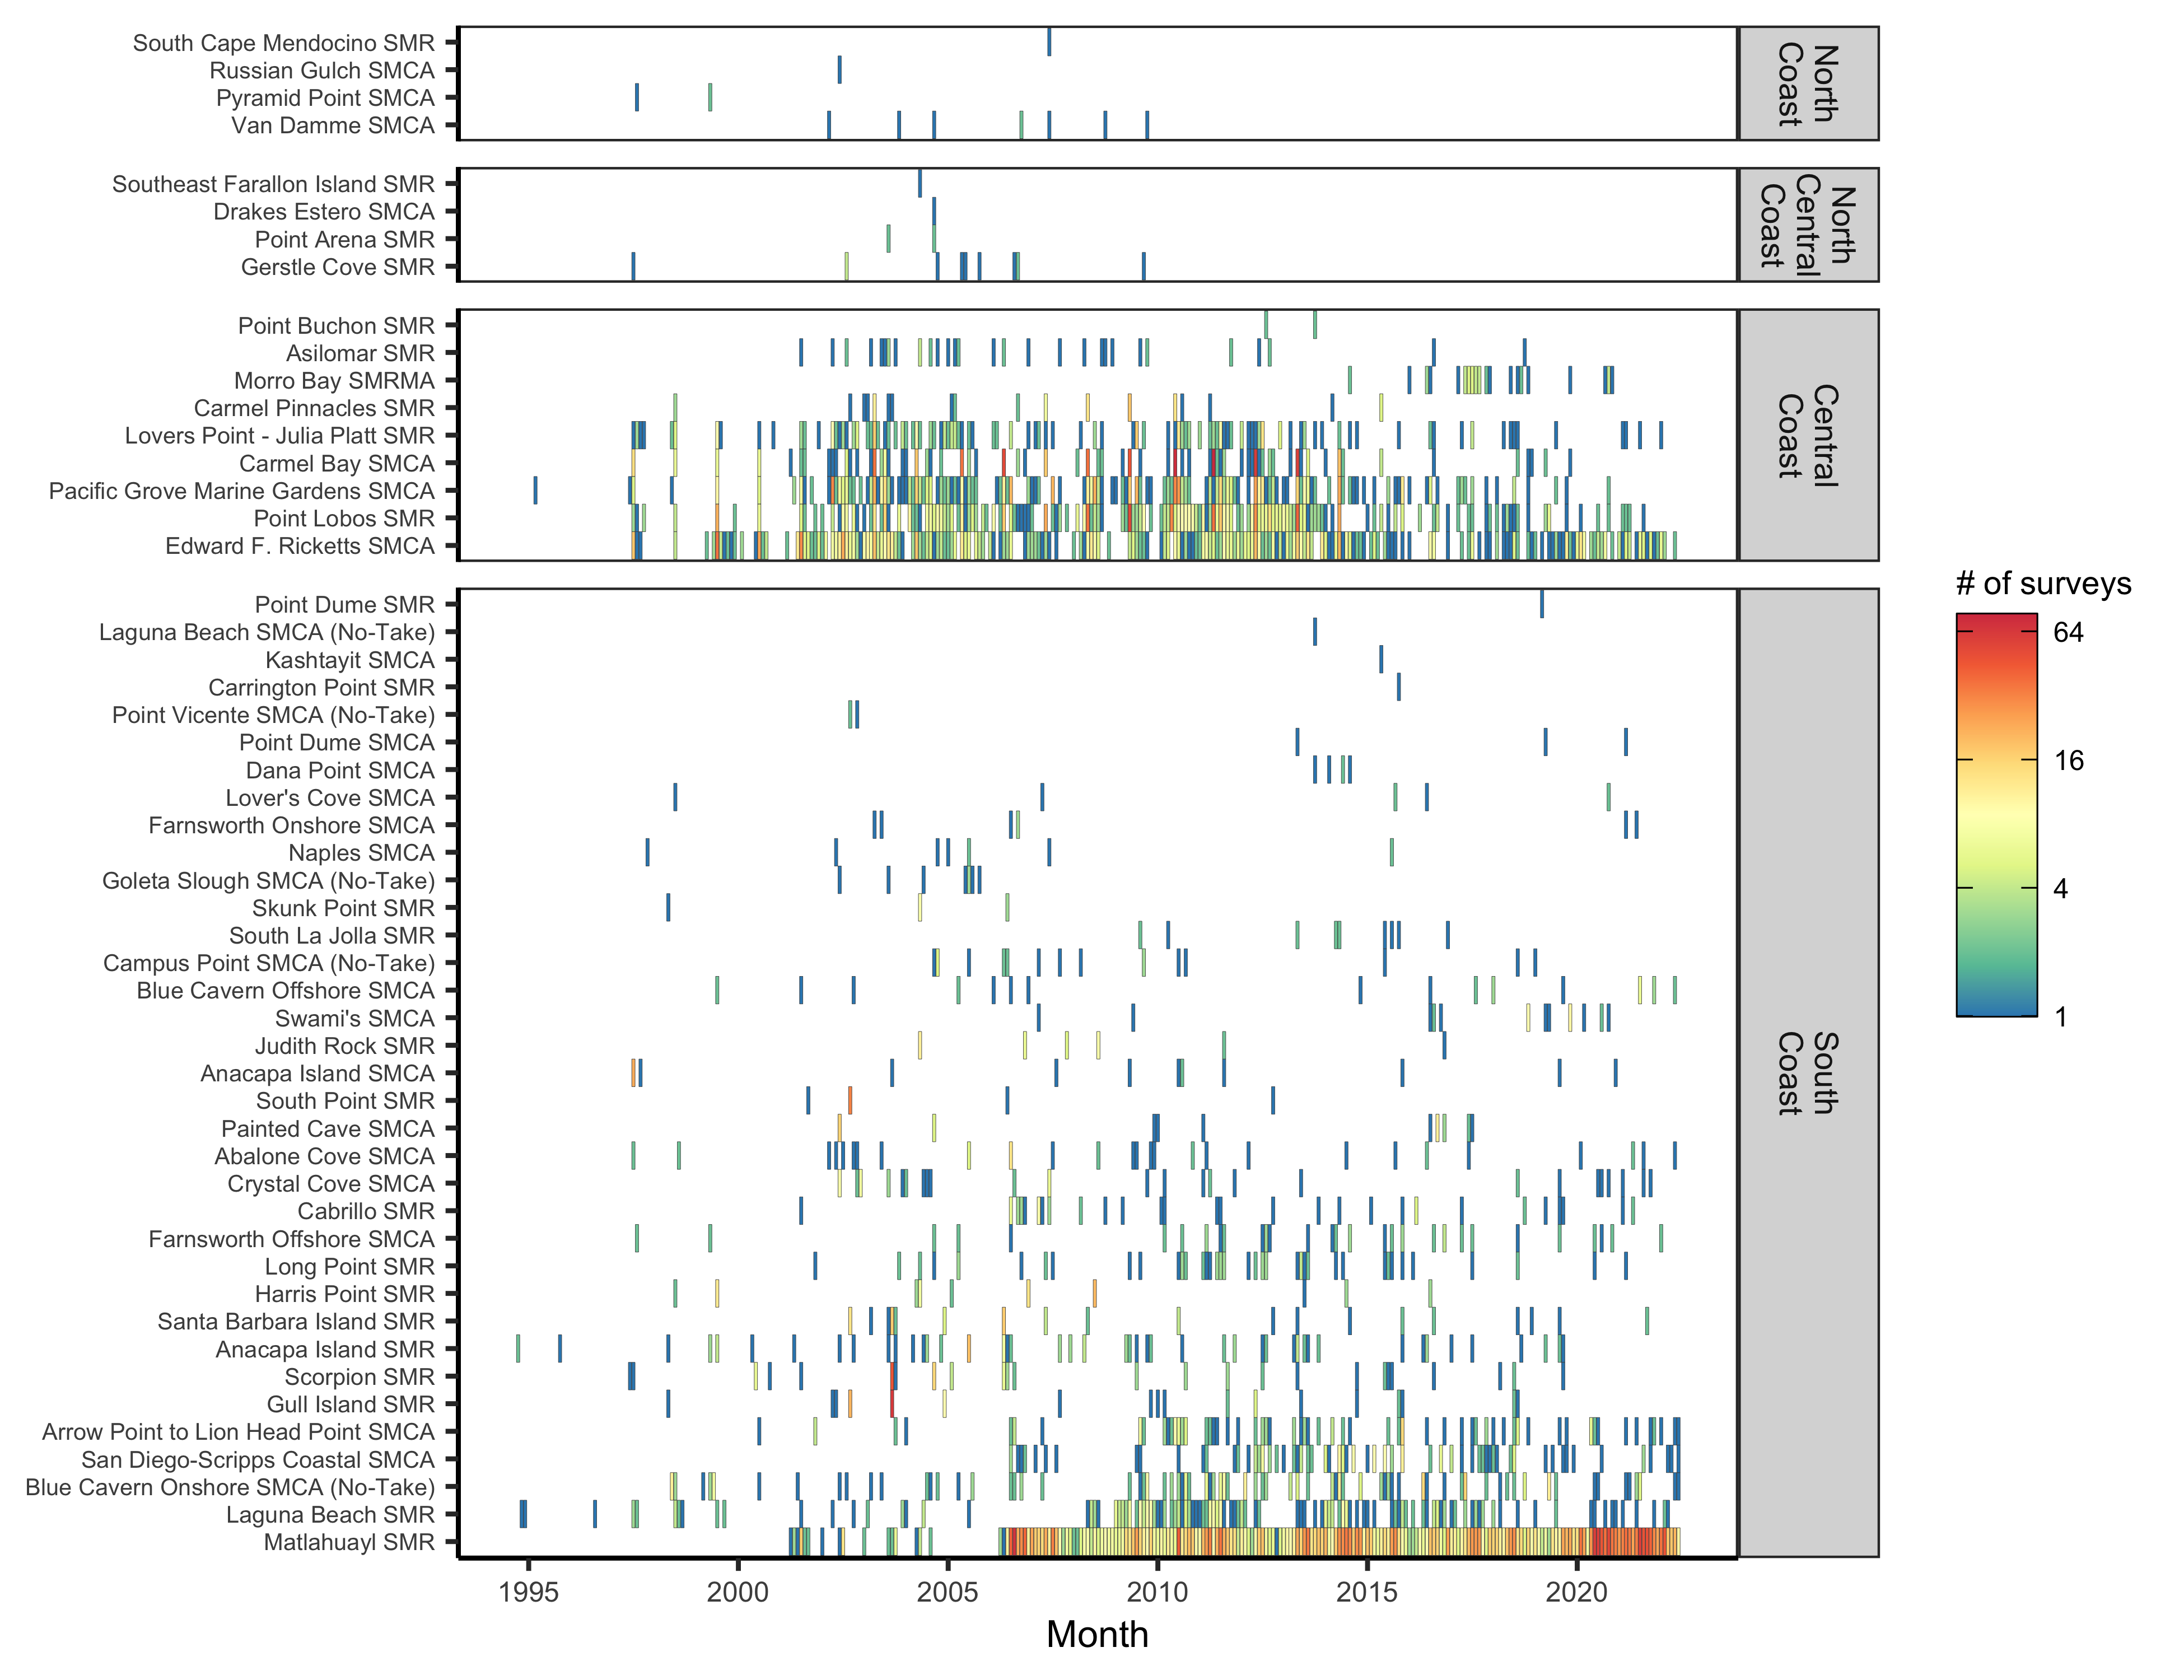 South Cape Mendocino SMR
Russian Gulch SMCA
Pyramid Point SMCA
Van Damme SMCA
North
Coast
Southeast Farallon Island SMR
Drakes Estero SMCA
Point Arena SMR
Gerstle Cove SMR
North
Central
Coast
Point Buchon SMR
Asilomar SMR
Morro Bay SMRMA
Carmel Pinnacles SMR
Lovers Point - Julia Platt SMR
Carmel Bay SMCA
Pacific Grove Marine Gardens SMCA
Point Lobos SMR
Edward F. Ricketts SMCA
Central
Coast
Point Dume SMR
Laguna Beach SMCA (No-Take)
Kashtayit SMCA
Carrington Point SMR
Point Vicente SMCA (No-Take)
Point Dume SMCA
Dana Point SMCA
Lover's Cove SMCA
Farnsworth Onshore SMCA
Naples SMCA
Goleta Slough SMCA (No-Take)
Skunk Point SMR
South La Jolla SMR
Campus Point SMCA (No-Take)
Blue Cavern Offshore SMCA
Swami's SMCA
Judith Rock SMR
Anacapa Island SMCA
South Point SMR
Painted Cave SMCA
Abalone Cove SMCA
Crystal Cove SMCA
Cabrillo SMR
Farnsworth Offshore SMCA
Long Point SMR
Harris Point SMR
Santa Barbara Island SMR
Anacapa Island SMR
Scorpion SMR
Gull Island SMR
Arrow Point to Lion Head Point SMCA
San Diego-Scripps Coastal SMCA
Blue Cavern Onshore SMCA (No-Take)
Laguna Beach SMR
Matlahuayl SMR
South
Coast
1995 2000 2005 2010 2015 2020
Month
# of surveys
64
16
4
1